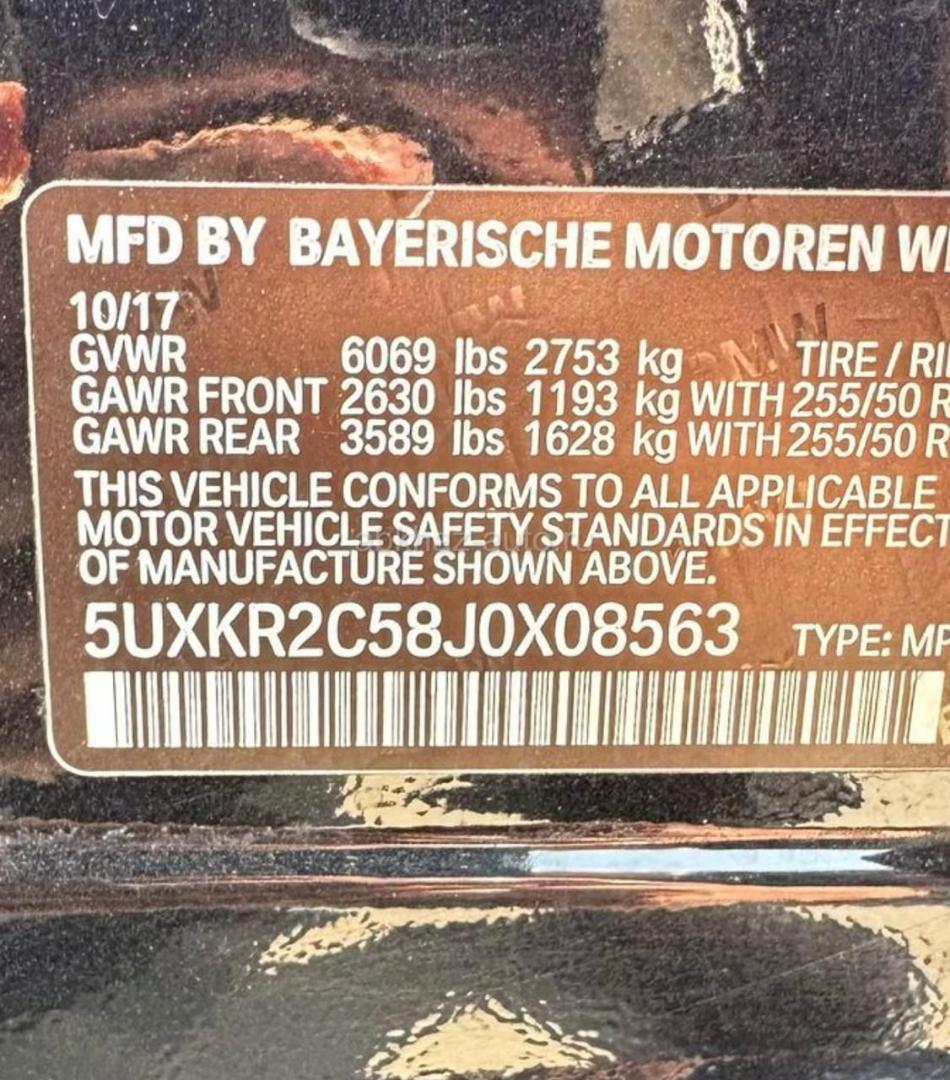 MFD BY BAYERISCHE MOTOREN
10/17
GVWR 6069 lbs 2753 kg TIRE /
GAWR FRONT 2630 lbs 1193 kg WITH 255/50 R
GAWR REAR 3589 lbs 1628 kg WITH 255/50 R
THIS VEHICLE CONFORMS TO ALL APPLICABLE
MOTOR VEHICLE SAFETY STANDARDS IN EFFECT
OF MANUFACTURE SHOWN ABOVE.
5UXKR2C58J0X08563 TYPE: